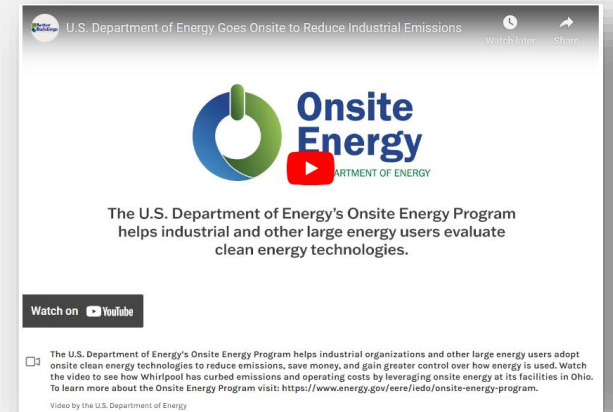 Better Buildings
U.S. Department of Energy Goes Onsite to Reduce Industrial Emissions
Watch later
Share
Onsite
Energy
ARTMENT OF ENERGY
The U.S. Department of Energy's Onsite Energy Program
helps industrial and other large energy users evaluate
clean energy technologies.
Watch on YouTube
The U.S. Department of Energy's Onsite Energy Program helps industrial organizations and other large energy users adopt
onsite clean energy technologies to reduce emissions, save money, and gain greater control over how energy is used. Watch
the video to see how Whirlpool has curbed emissions and operating costs by leveraging onsite energy at its facilities in Ohio.
To learn more about the Onsite Energy Program visit: https://www.energy.gov/eere/iedo/onsite-energy-program.
Video by the U.S. Department of Energy